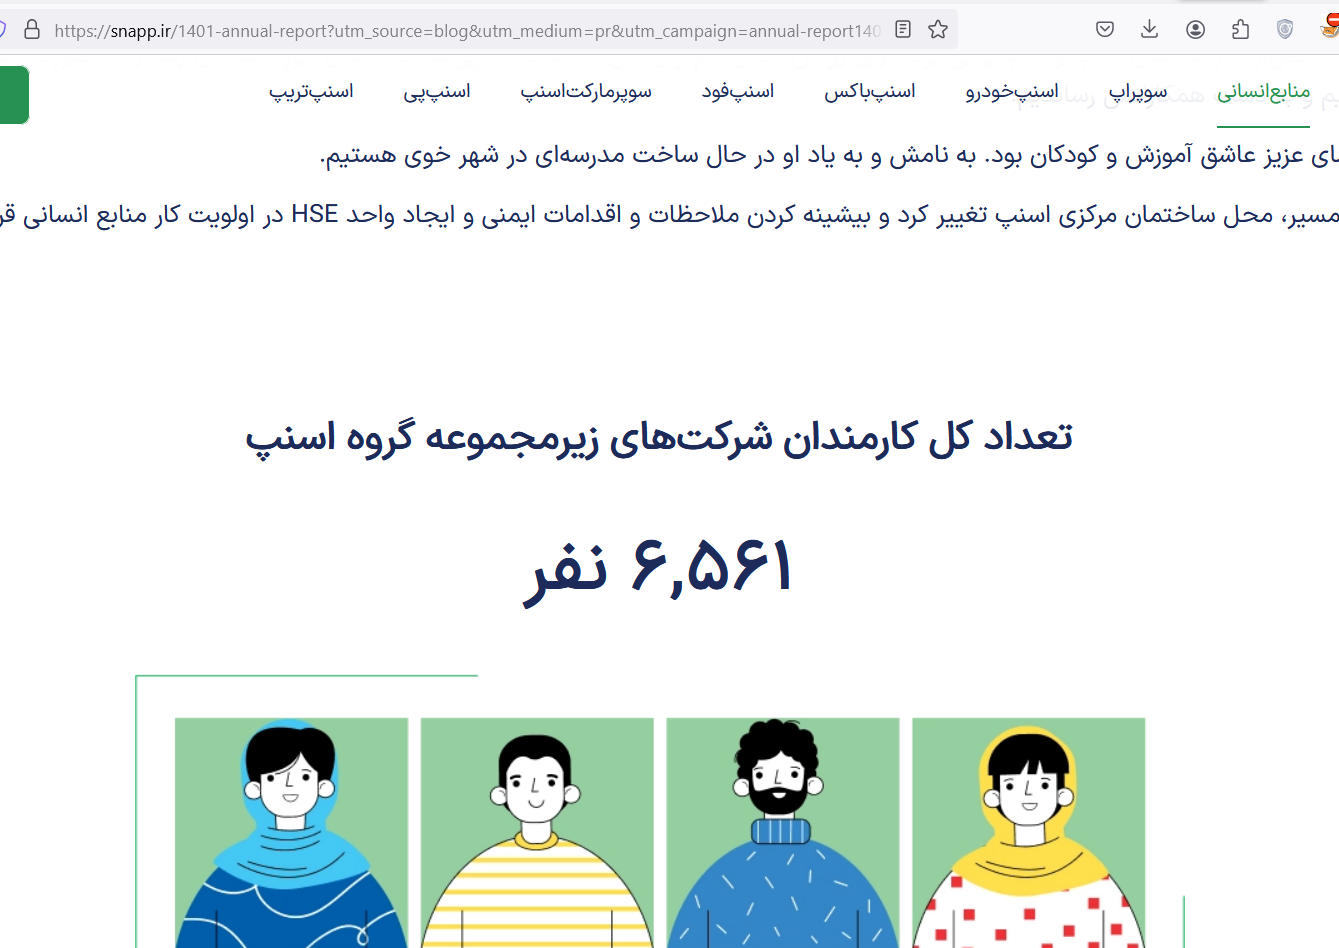 https://snapp.ir/1401-annual-report?utm_source=blog&utm_medium=pr&utm_campaign=annual-report140
منابع‌انسانی سوپراپ اسنپ‌خودرو اسنپ‌باکس اسنپ‌فود سوپرمارکت‌اسنپ اسنپ‌پی اسنپ‌تریپ
عزیز عاشق آموزش و کودکان بود. به نامش و به یاد او در حال ساخت مدرسه‌ای در شهر خوی هستیم.
مسیر، محل ساختمان مرکزی اسنپ تغییر کرد و بیشینه کردن ملاحظات و اقدامات ایمنی و ایجاد واحد HSE در اولویت کار منابع انسانی
تعداد کل کارمندان شرکت‌های زیرمجموعه گروه اسنپ
۶,۵۶۱ نفر